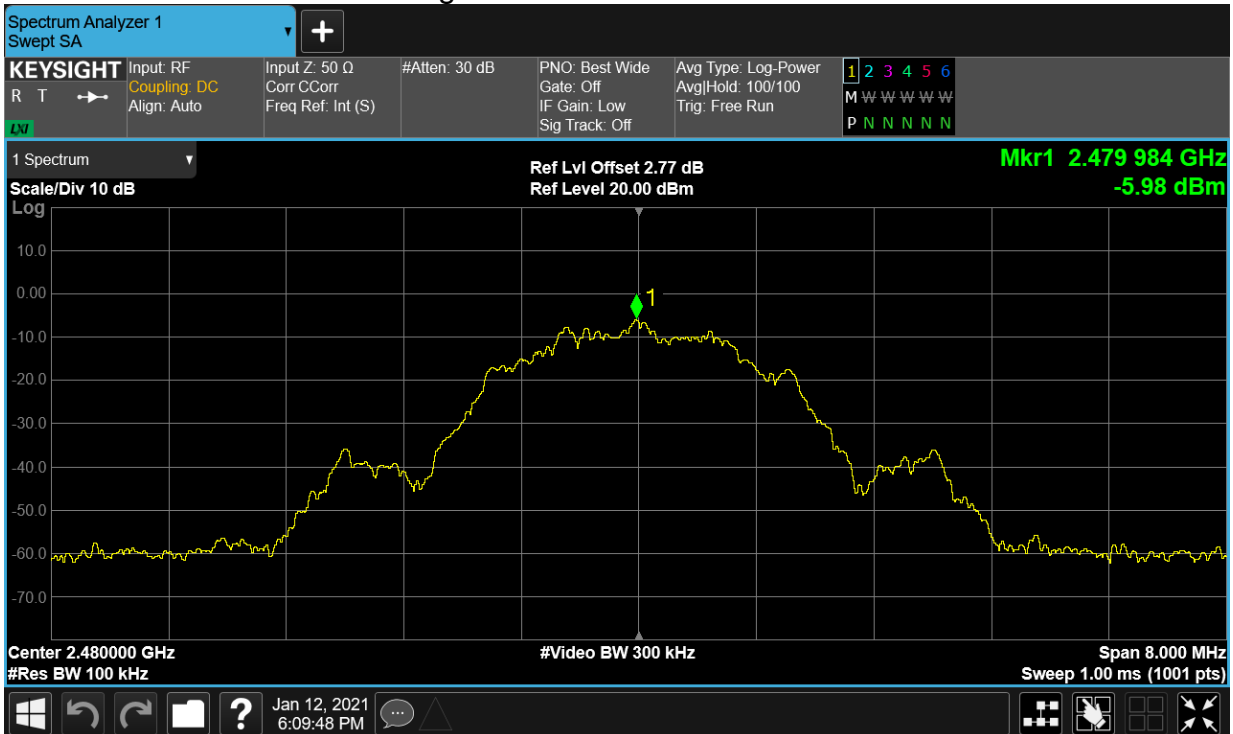 Spectrum Analyzer 1
Swept SA
KEYSIGHT
R T
LXI
Input: RF
Coupling: DC
Align: Auto
Input Z: 50 Ω
Corr CCorr
Freq Ref: Int (S)
#Atten: 30 dB
PNO: Best Wide
Gate: Off
IF Gain: Low
Sig Track: Off
Avg Type: Log-Power
Avg|Hold: 100/100
Trig: Free Run
1 2 3 4 5 6
M W W W W W
P N N N N N
1 Spectrum
Scale/Div 10 dB
Log
Ref Lvl Offset 2.77 dB
Ref Level 20.00 dBm
Mkr1 2.479 984 GHz
-5.98 dBm
10.0
0.00
-10.0
-20.0
-30.0
-40.0
-50.0
-60.0
-70.0
1
Center 2.480000 GHz
#Res BW 100 kHz
#Video BW 300 kHz
Span 8.000 MHz
Sweep 1.00 ms (1001 pts)
?
Jan 12, 2021
6:09:48 PM